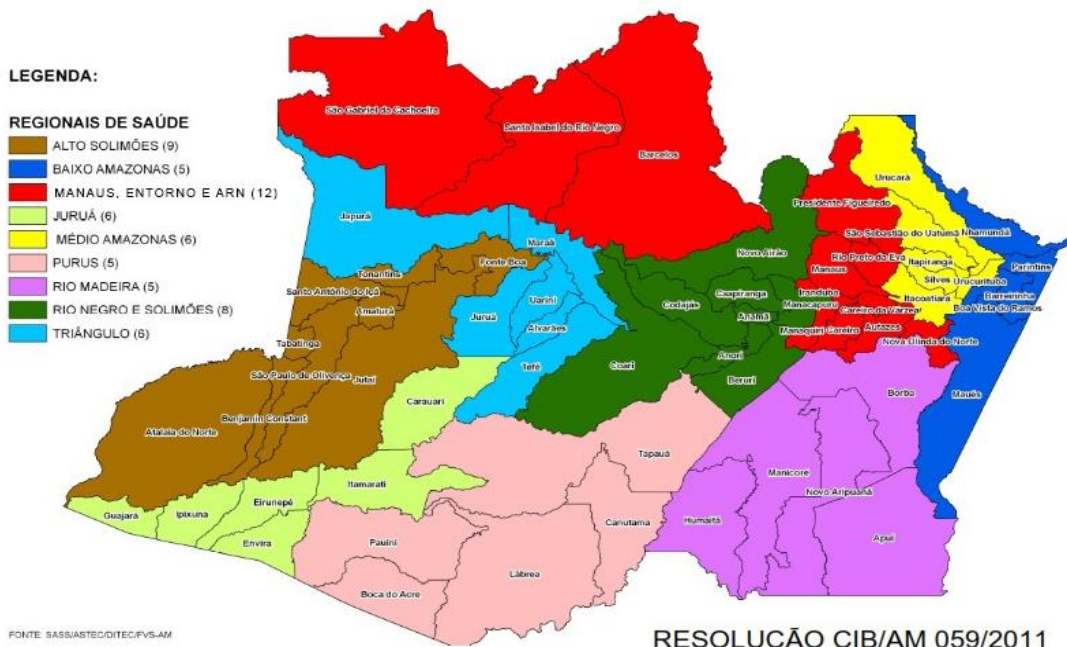 LEGENDA:
REGIONAIS DE SAÚDE
ALTO SOLIMÕES (9)
BAIXO AMAZONAS (5)
MANAUS, ENTORNO E ARN (12)
JURUÁ (6)
MÉDIO AMAZONAS (6)
PURUS (5)
RIO MADEIRA (5)
RIO NEGRO E SOLIMÕES (8)
TRIÂNGULO (6)
São Gabriel da Cachoeira
Santa Isabel do Rio Negro
Barcelos
Urucará
Presidente Figueiredo
Japurá
Maraã
São Sebastião do Uatumã
Nhamundá
Novo Airão
Rio Preto da Eva
Fonte Boa
Tonantins
Itapiranga
Parintins
Manaus
Silves
Urucurituba
Santo Antônio do Içá
Uarini
Codajás
Caapiranga
Iranduba
Barreirinha
Amaturá
Juruá
Anamã
Manacapuru
Itacoatiara
Boa Vista do Ramos
Careiro da Várzea
Alvarães
Manaquiri
Careiro
Autazes
Tabatinga
Nova Olinda do Norte
Anori
Tefé
Coari
São Paulo de Olivença
Jutaí
Beruri
Carauari
Borba
Maués
Benjamin Constant
Atalaia do Norte
Tapauá
Manicoré
Itamarati
Novo Aripuanã
Eirunepé
Guajará
Ipixuna
Humaitá
Canutama
Apuí
Envira
Pauini
Lábrea
Boca do Acre
FONTE: SASS/ASTEC/DITEC/FVS-AM
RESOLUÇÃO CIB/AM 059/2011